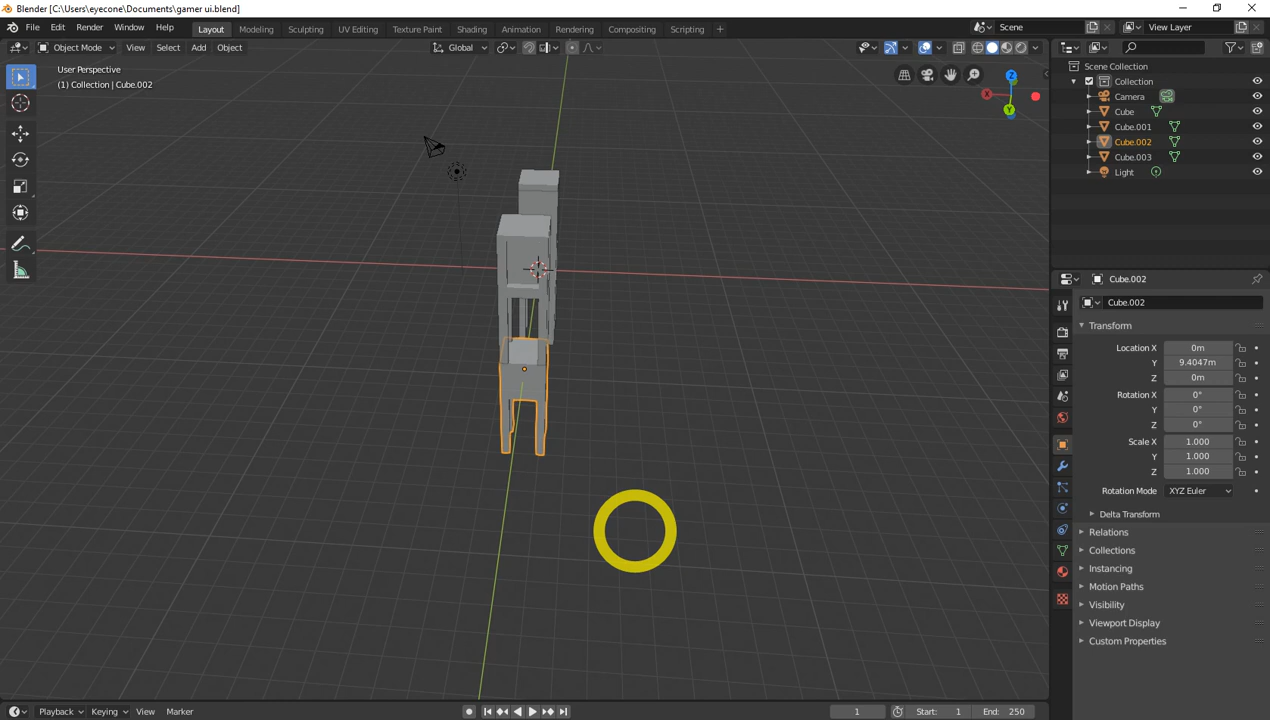 Blender [C:\Users\eyecone\Documents\gamer ui.blend]
File Edit Render Window Help Layout Modeling Sculpting UV Editing Texture Paint Shading Animation Rendering Compositing Scripting + Scene View Layer
Object Mode View Select Add Object Global
User Perspective
(1) Collection | Cube.002
X
Y
Z
Scene Collection
Collection
Camera
Cube
Cube.001
Cube.002
Cube.003
Light
Cube.002
Cube.002
Transform
Location X 0m
Y 9.4047m
Z 0m
Rotation X 0°
Y 0°
Z 0°
Scale X 1.000
Y 1.000
Z 1.000
Rotation Mode XYZ Euler
Delta Transform
Relations
Collections
Instancing
Motion Paths
Visibility
Viewport Display
Custom Properties
Playback Keying View Marker 1 Start: 1 End: 250